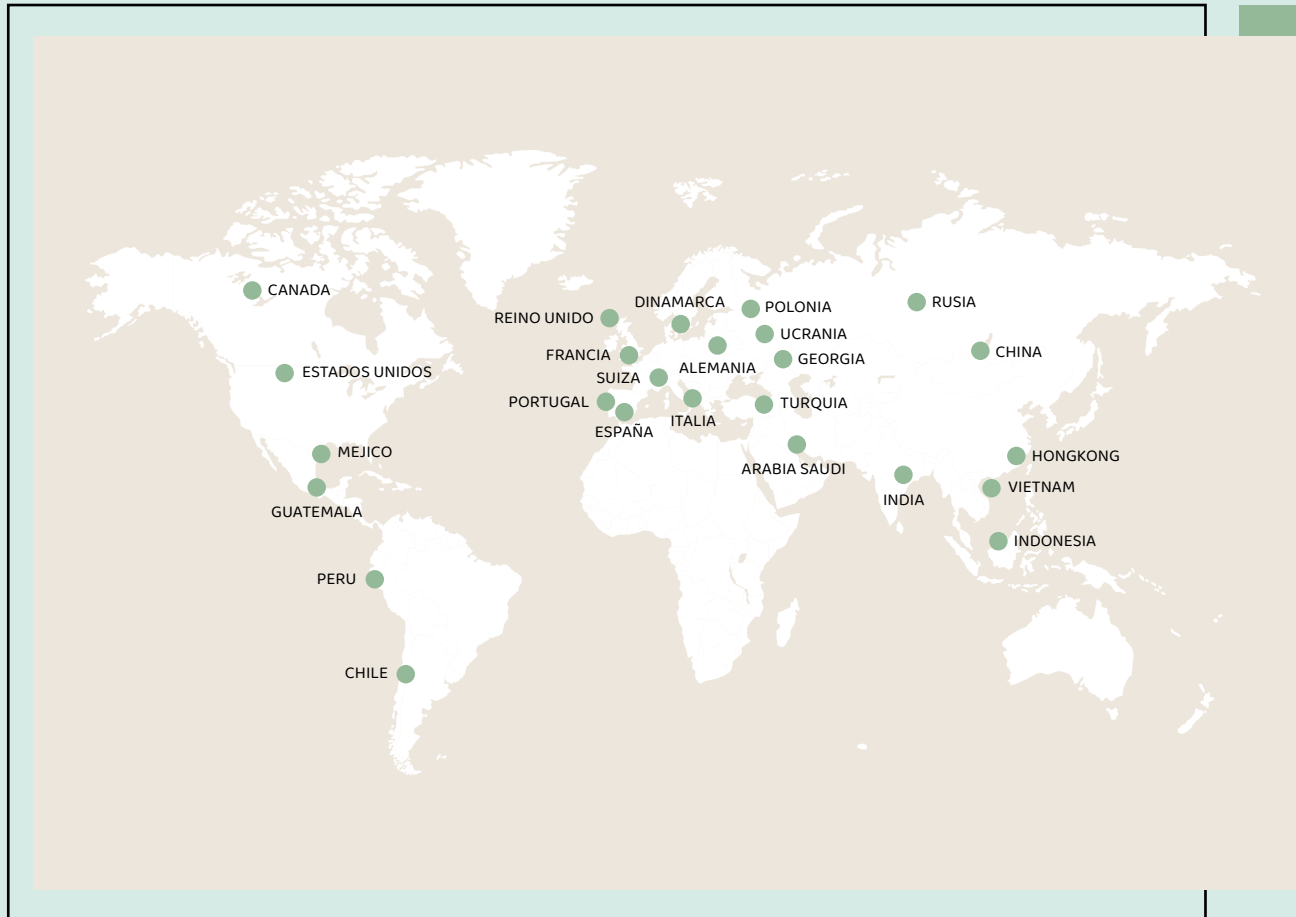 CANADA
DINAMARCA
RUSIA
POLONIA
REINO UNIDO
UCRANIA
CHINA
FRANCIA
GEORGIA
ALEMANIA
ESTADOS UNIDOS
SUIZA
PORTUGAL
TURQUIA
ITALIA
ESPAÑA
MEJICO
HONGKONG
ARABIA SAUDI
VIETNAM
INDIA
GUATEMALA
INDONESIA
PERU
CHILE